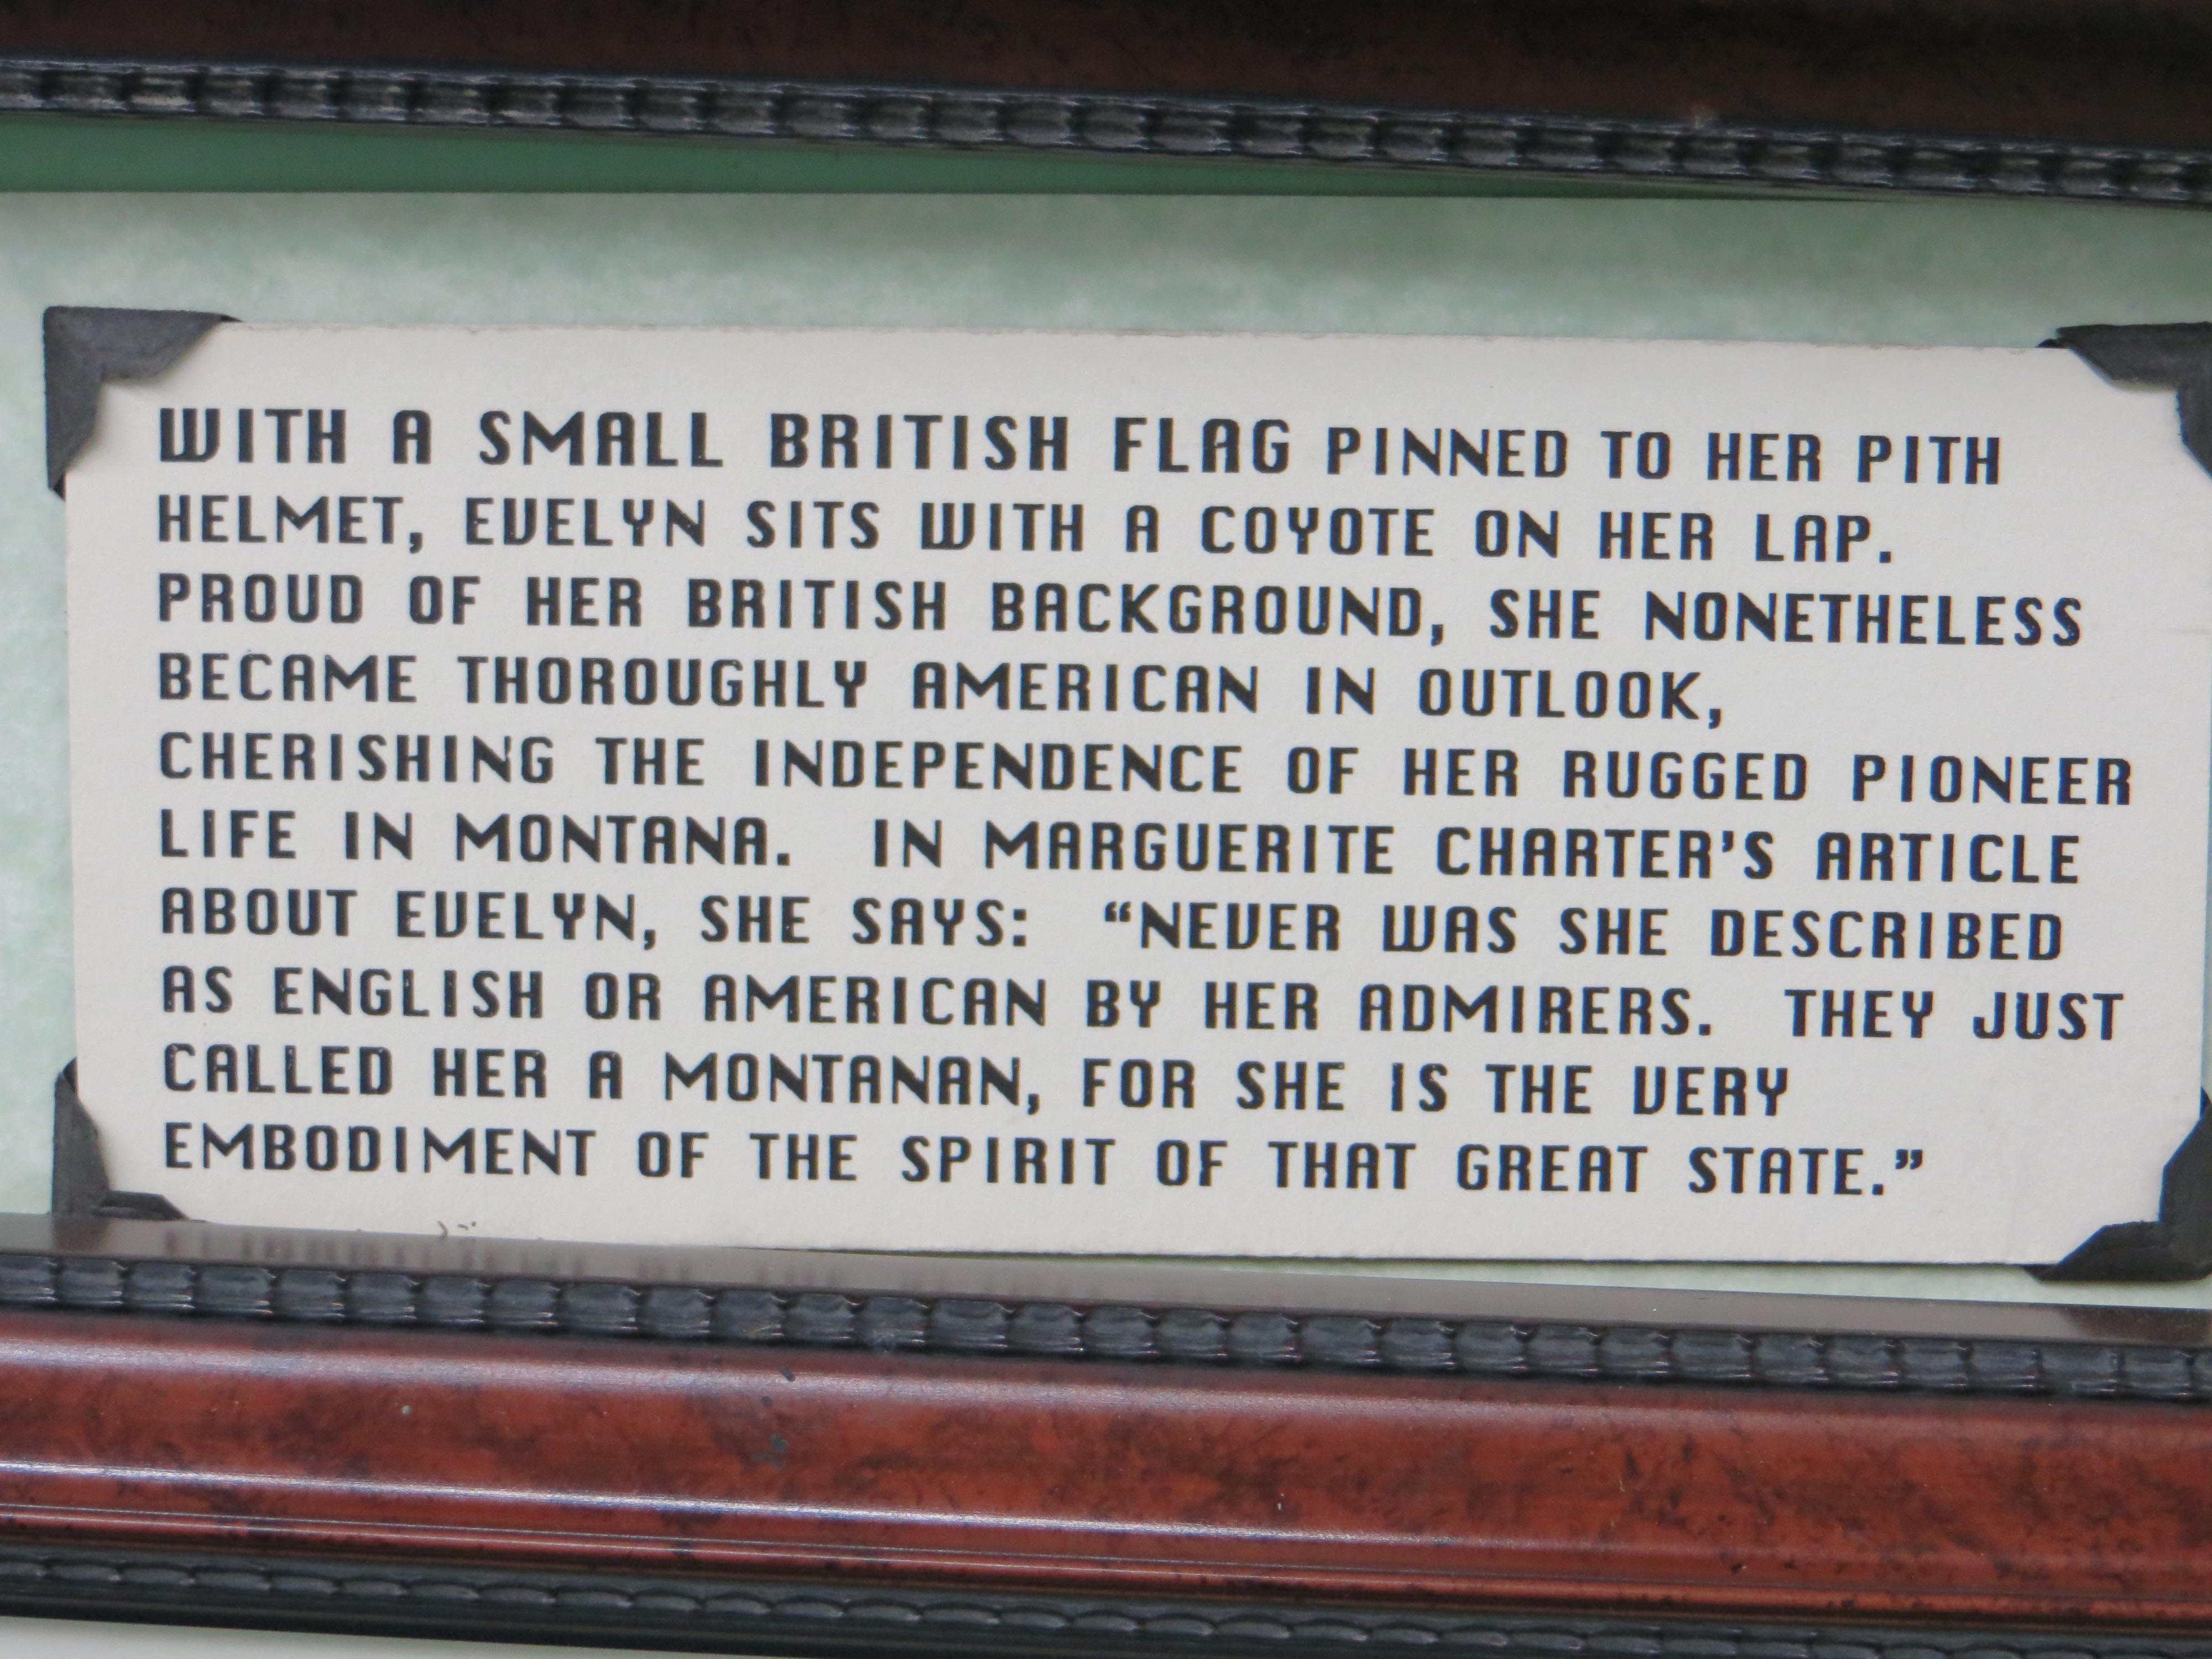 WITH A SMALL BRITISH FLAG PINNED TO HER PITH
HELMET, EVELYN SITS WITH A COYOTE ON HER LAP.
PROUD OF HER BRITISH BACKGROUND, SHE NONETHELESS
BECAME THOROUGHLY AMERICAN IN OUTLOOK,
CHERISHING THE INDEPENDENCE OF HER RUGGED PIONEER
LIFE IN MONTANA.  IN MARGUERITE CHARTER'S ARTICLE
ABOUT EVELYN, SHE SAYS:  “NEVER WAS SHE DESCRIBED
AS ENGLISH OR AMERICAN BY HER ADMIRERS.  THEY JUST
CALLED HER A MONTANAN, FOR SHE IS THE VERY
EMBODIMENT OF THE SPIRIT OF THAT GREAT STATE.”